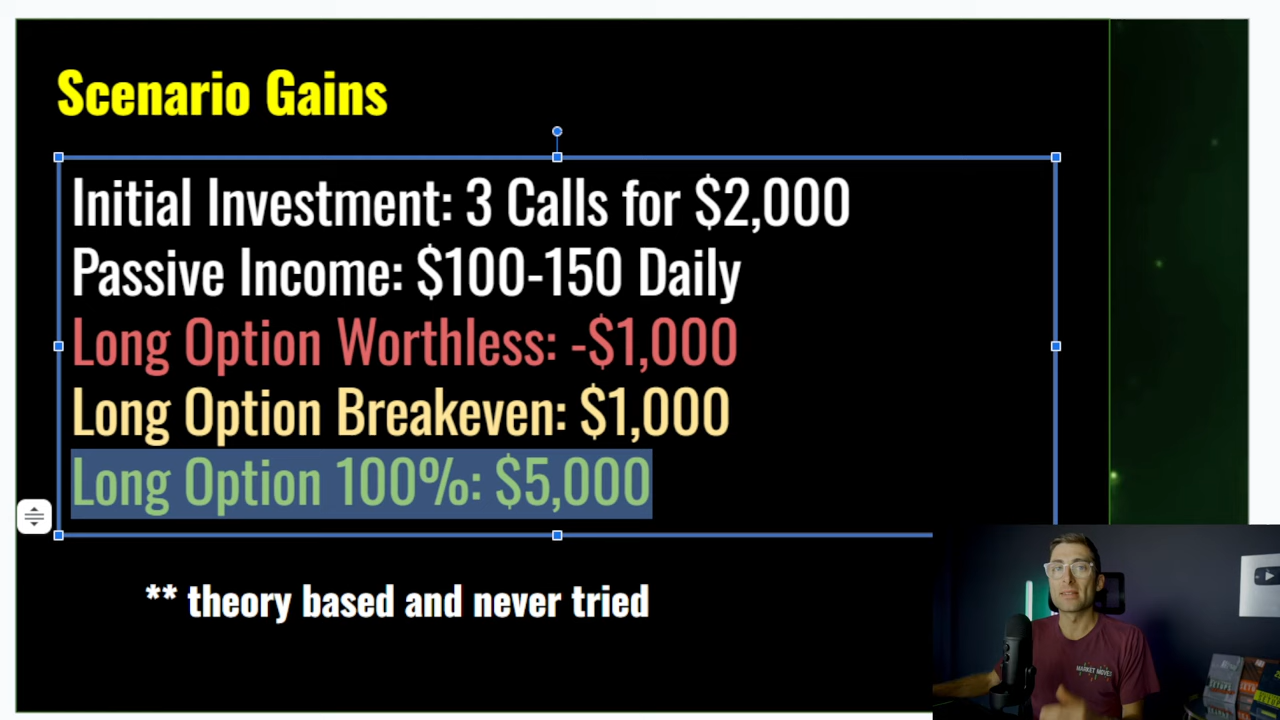 Scenario Gains
Initial Investment: 3 Calls for $2,000
Passive Income: $100-150 Daily
Long Option Worthless: -$1,000
Long Option Breakeven: $1,000
Long Option 100%: $5,000
** theory based and never tried